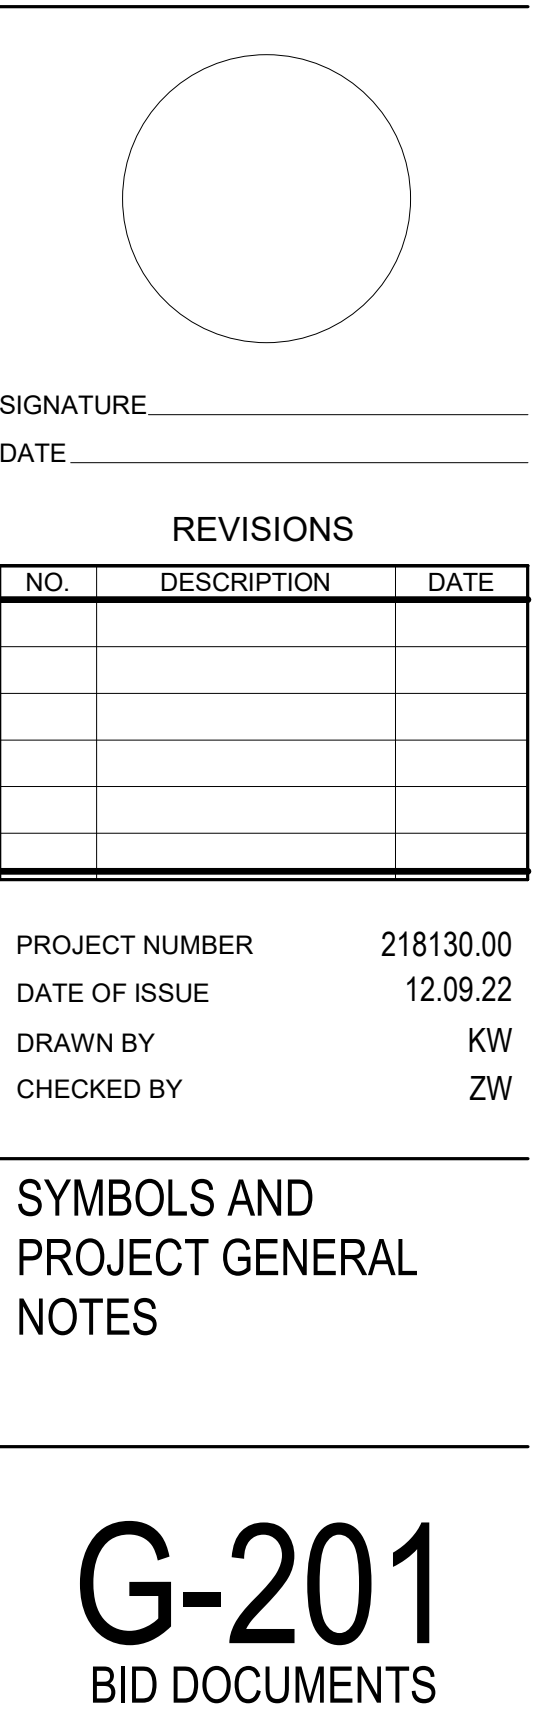 SIGNATURE
DATE
REVISIONS
NO. DESCRIPTION DATE
PROJECT NUMBER 218130.00
DATE OF ISSUE 12.09.22
DRAWN BY KW
CHECKED BY ZW
SYMBOLS AND
PROJECT GENERAL
NOTES
G-201
BID DOCUMENTS